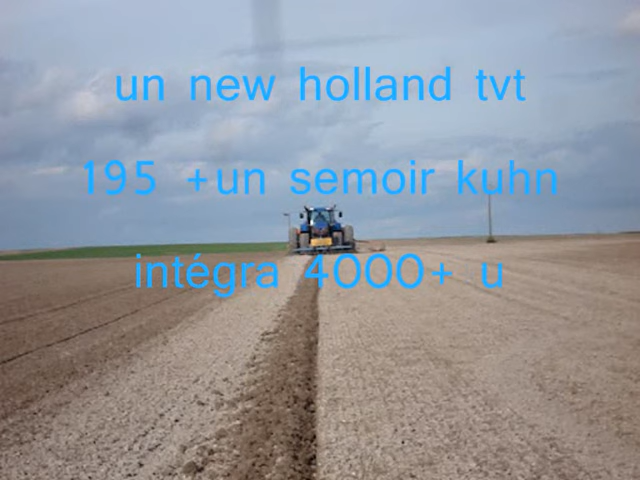 un new holland tvt
195 +un semoir kuhn
intégra 4000+ u